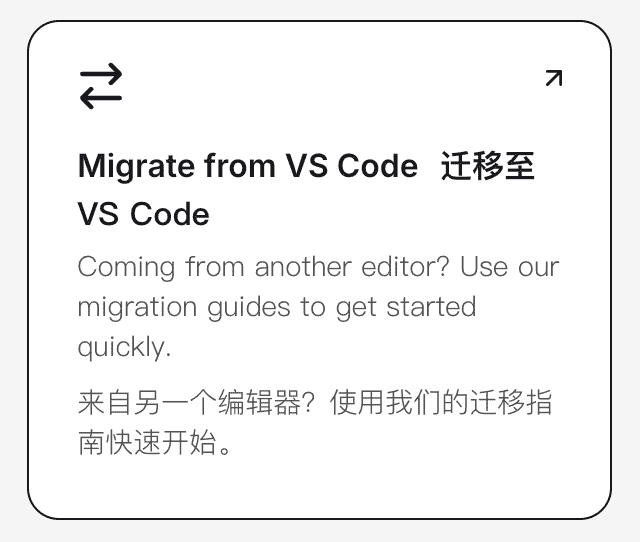 Migrate from VS Code 迁移至
VS Code
Coming from another editor? Use our
migration guides to get started
quickly.
来自另一个编辑器？使用我们的迁移指
南快速开始。